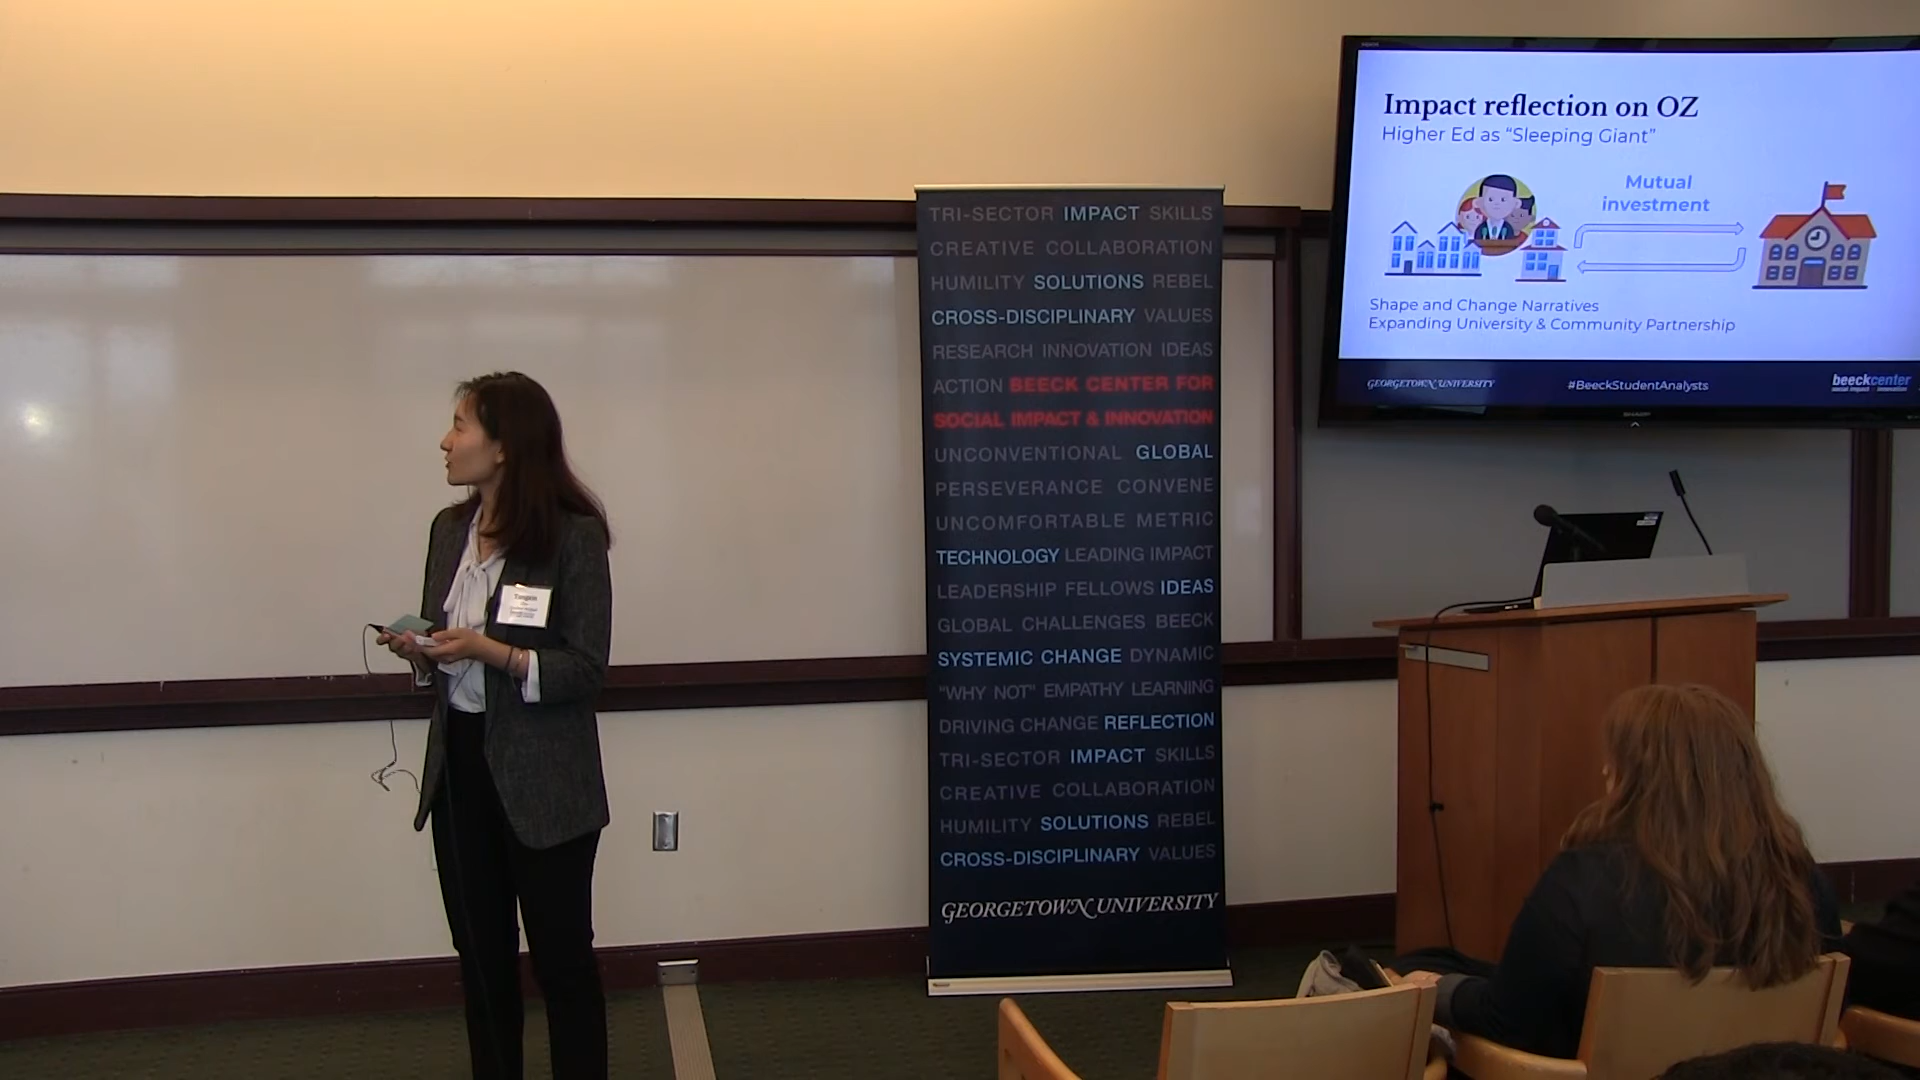 TRI-SECTOR IMPACT SKILLS
CREATIVE COLLABORATION
HUMILITY SOLUTIONS REBEL
CROSS-DISCIPLINARY VALUES
RESEARCH INNOVATION IDEAS
ACTION BEECK CENTER FOR
SOCIAL IMPACT & INNOVATION
UNCONVENTIONAL GLOBAL
PERSEVERANCE CONVENE
UNCOMFORTABLE METRIC
TECHNOLOGY LEADING IMPACT
LEADERSHIP FELLOWS IDEAS
GLOBAL CHALLENGES BEECK
SYSTEMIC CHANGE DYNAMIC
"WHY NOT" EMPATHY LEARNING
DRIVING CHANGE REFLECTION
TRI-SECTOR IMPACT SKILLS
CREATIVE COLLABORATION
HUMILITY SOLUTIONS REBEL
CROSS-DISCIPLINARY VALUES
GEORGETOWN UNIVERSITY
Impact reflection on OZ
Higher Ed as “Sleeping Giant”
Mutual
investment
Shape and Change Narratives
Expanding University & Community Partnership
GEORGETOWN UNIVERSITY
#BeeckStudentAnalysts
beeckcenter
social impact + innovation
SHARP